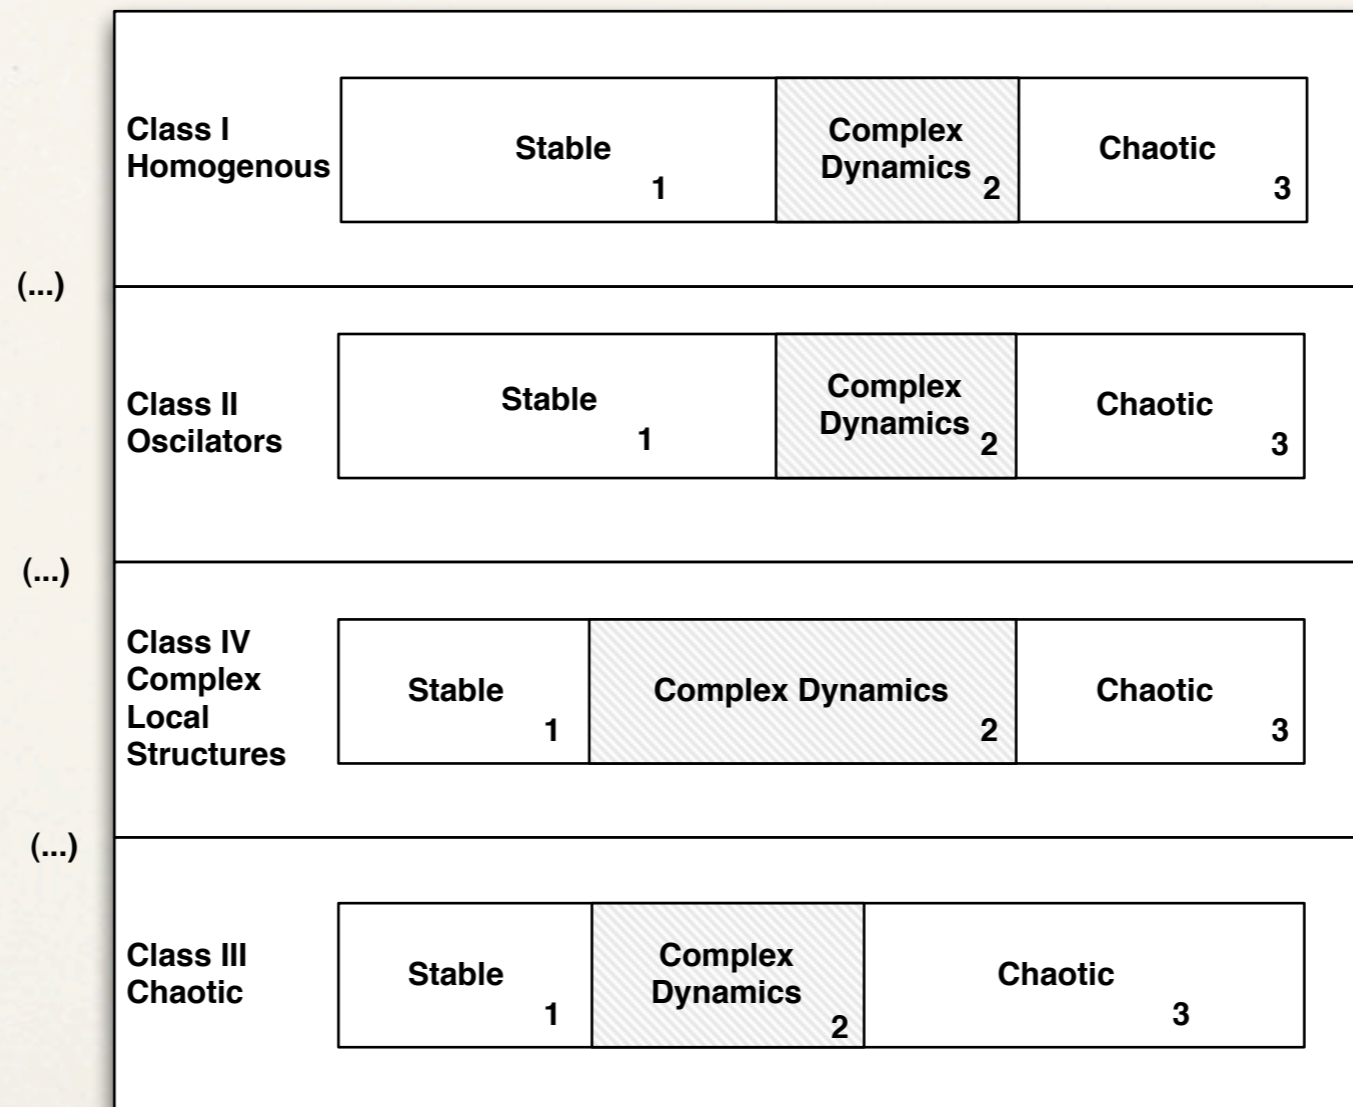 Class I
Homogenous
Stable
1
Complex
Dynamics
2
Chaotic
3
(...)
Class II
Oscilators
Stable
1
Complex
Dynamics
2
Chaotic
3
(...)
Class IV
Complex
Local
Structures
Stable
1
Complex Dynamics
2
Chaotic
3
(...)
Class III
Chaotic
Stable
1
Complex
Dynamics
2
Chaotic
3